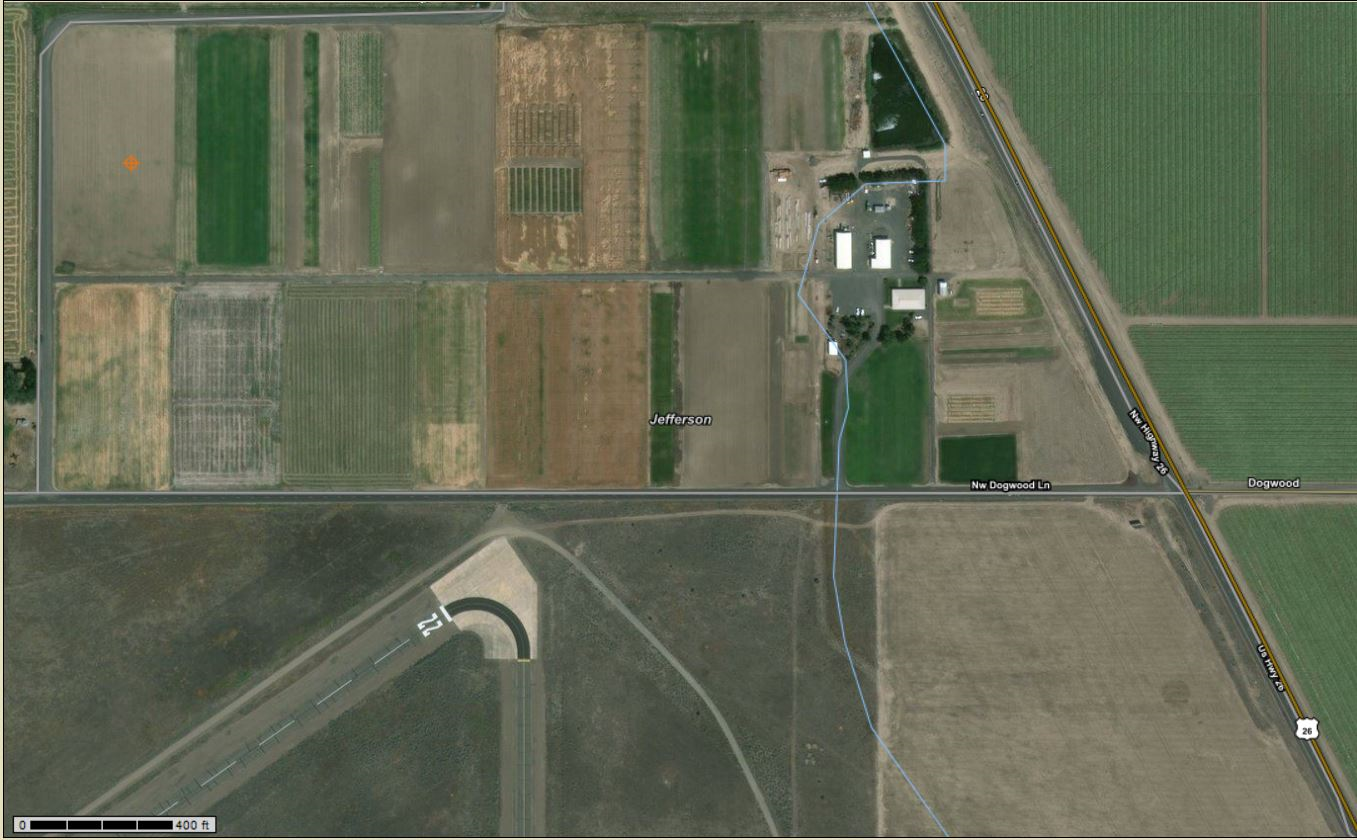 Jefferson
Nw Highway 26
Nw Dogwood Ln
Dogwood
22
Us Hwy 26
26
0 400 ft